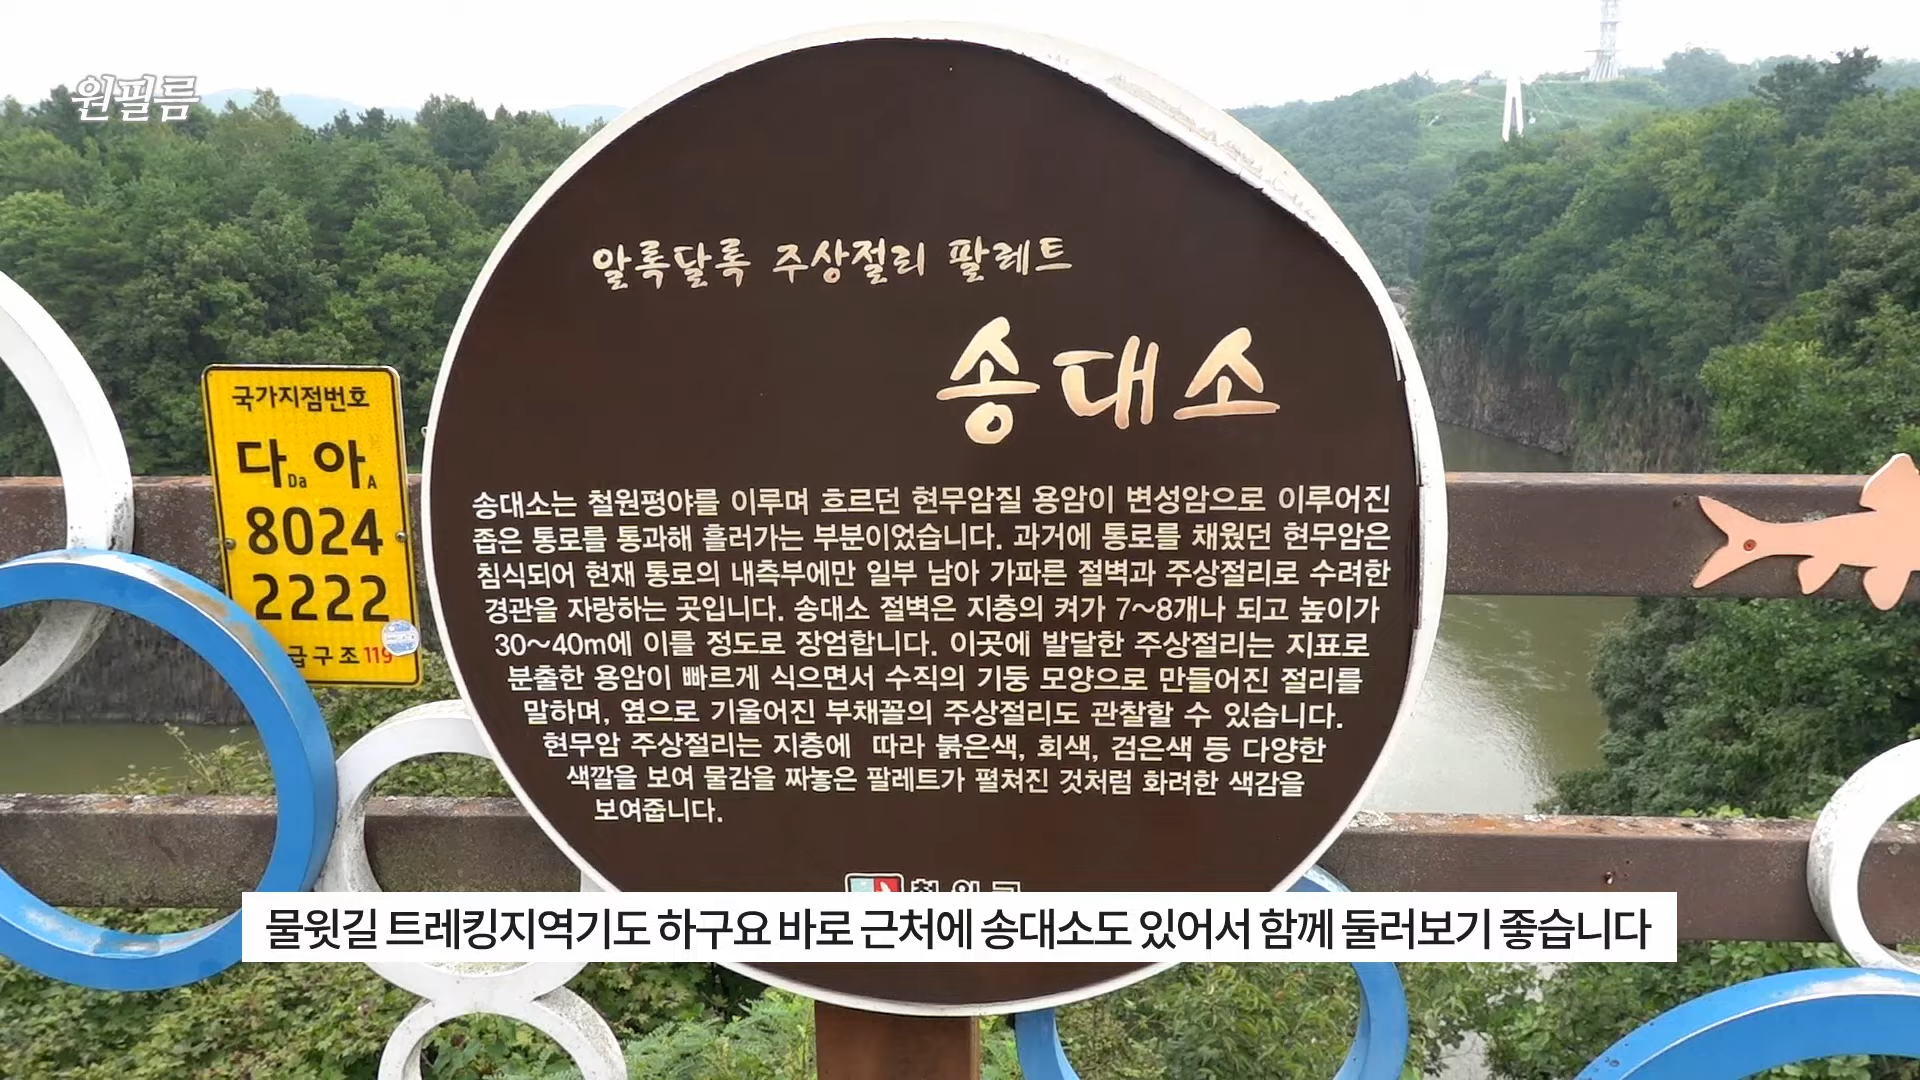 원필름
알록달록 주상절리 팔레트
송대소
국가지점번호
다Da 아A
8024
2222
급구조119
송대소는 철원평야를 이루며 흐르던 현무암질 용암이 변성암으로 이루어진
좁은 통로를 통과해 흘러가는 부분이었습니다. 과거에 통로를 채웠던 현무암은
침식되어 현재 통로의 내측부에만 일부 남아 가파른 절벽과 주상절리로 수려한
경관을 자랑하는 곳입니다. 송대소 절벽은 지층의 켜가 7~8개나 되고 높이가
30~40m에 이를 정도로 장엄합니다. 이곳에 발달한 주상절리는 지표로
분출한 용암이 빠르게 식으면서 수직의 기둥 모양으로 만들어진 절리를
말하며, 옆으로 기울어진 부채꼴의 주상절리도 관찰할 수 있습니다.
현무암 주상절리는 지층에 따라 붉은색, 회색, 검은색 등 다양한
색깔을 보여 물감을 짜놓은 팔레트가 펼쳐진 것처럼 화려한 색감을
보여줍니다.
물윗길 트레킹지역기도 하구요 바로 근처에 송대소도 있어서 함께 둘러보기 좋습니다